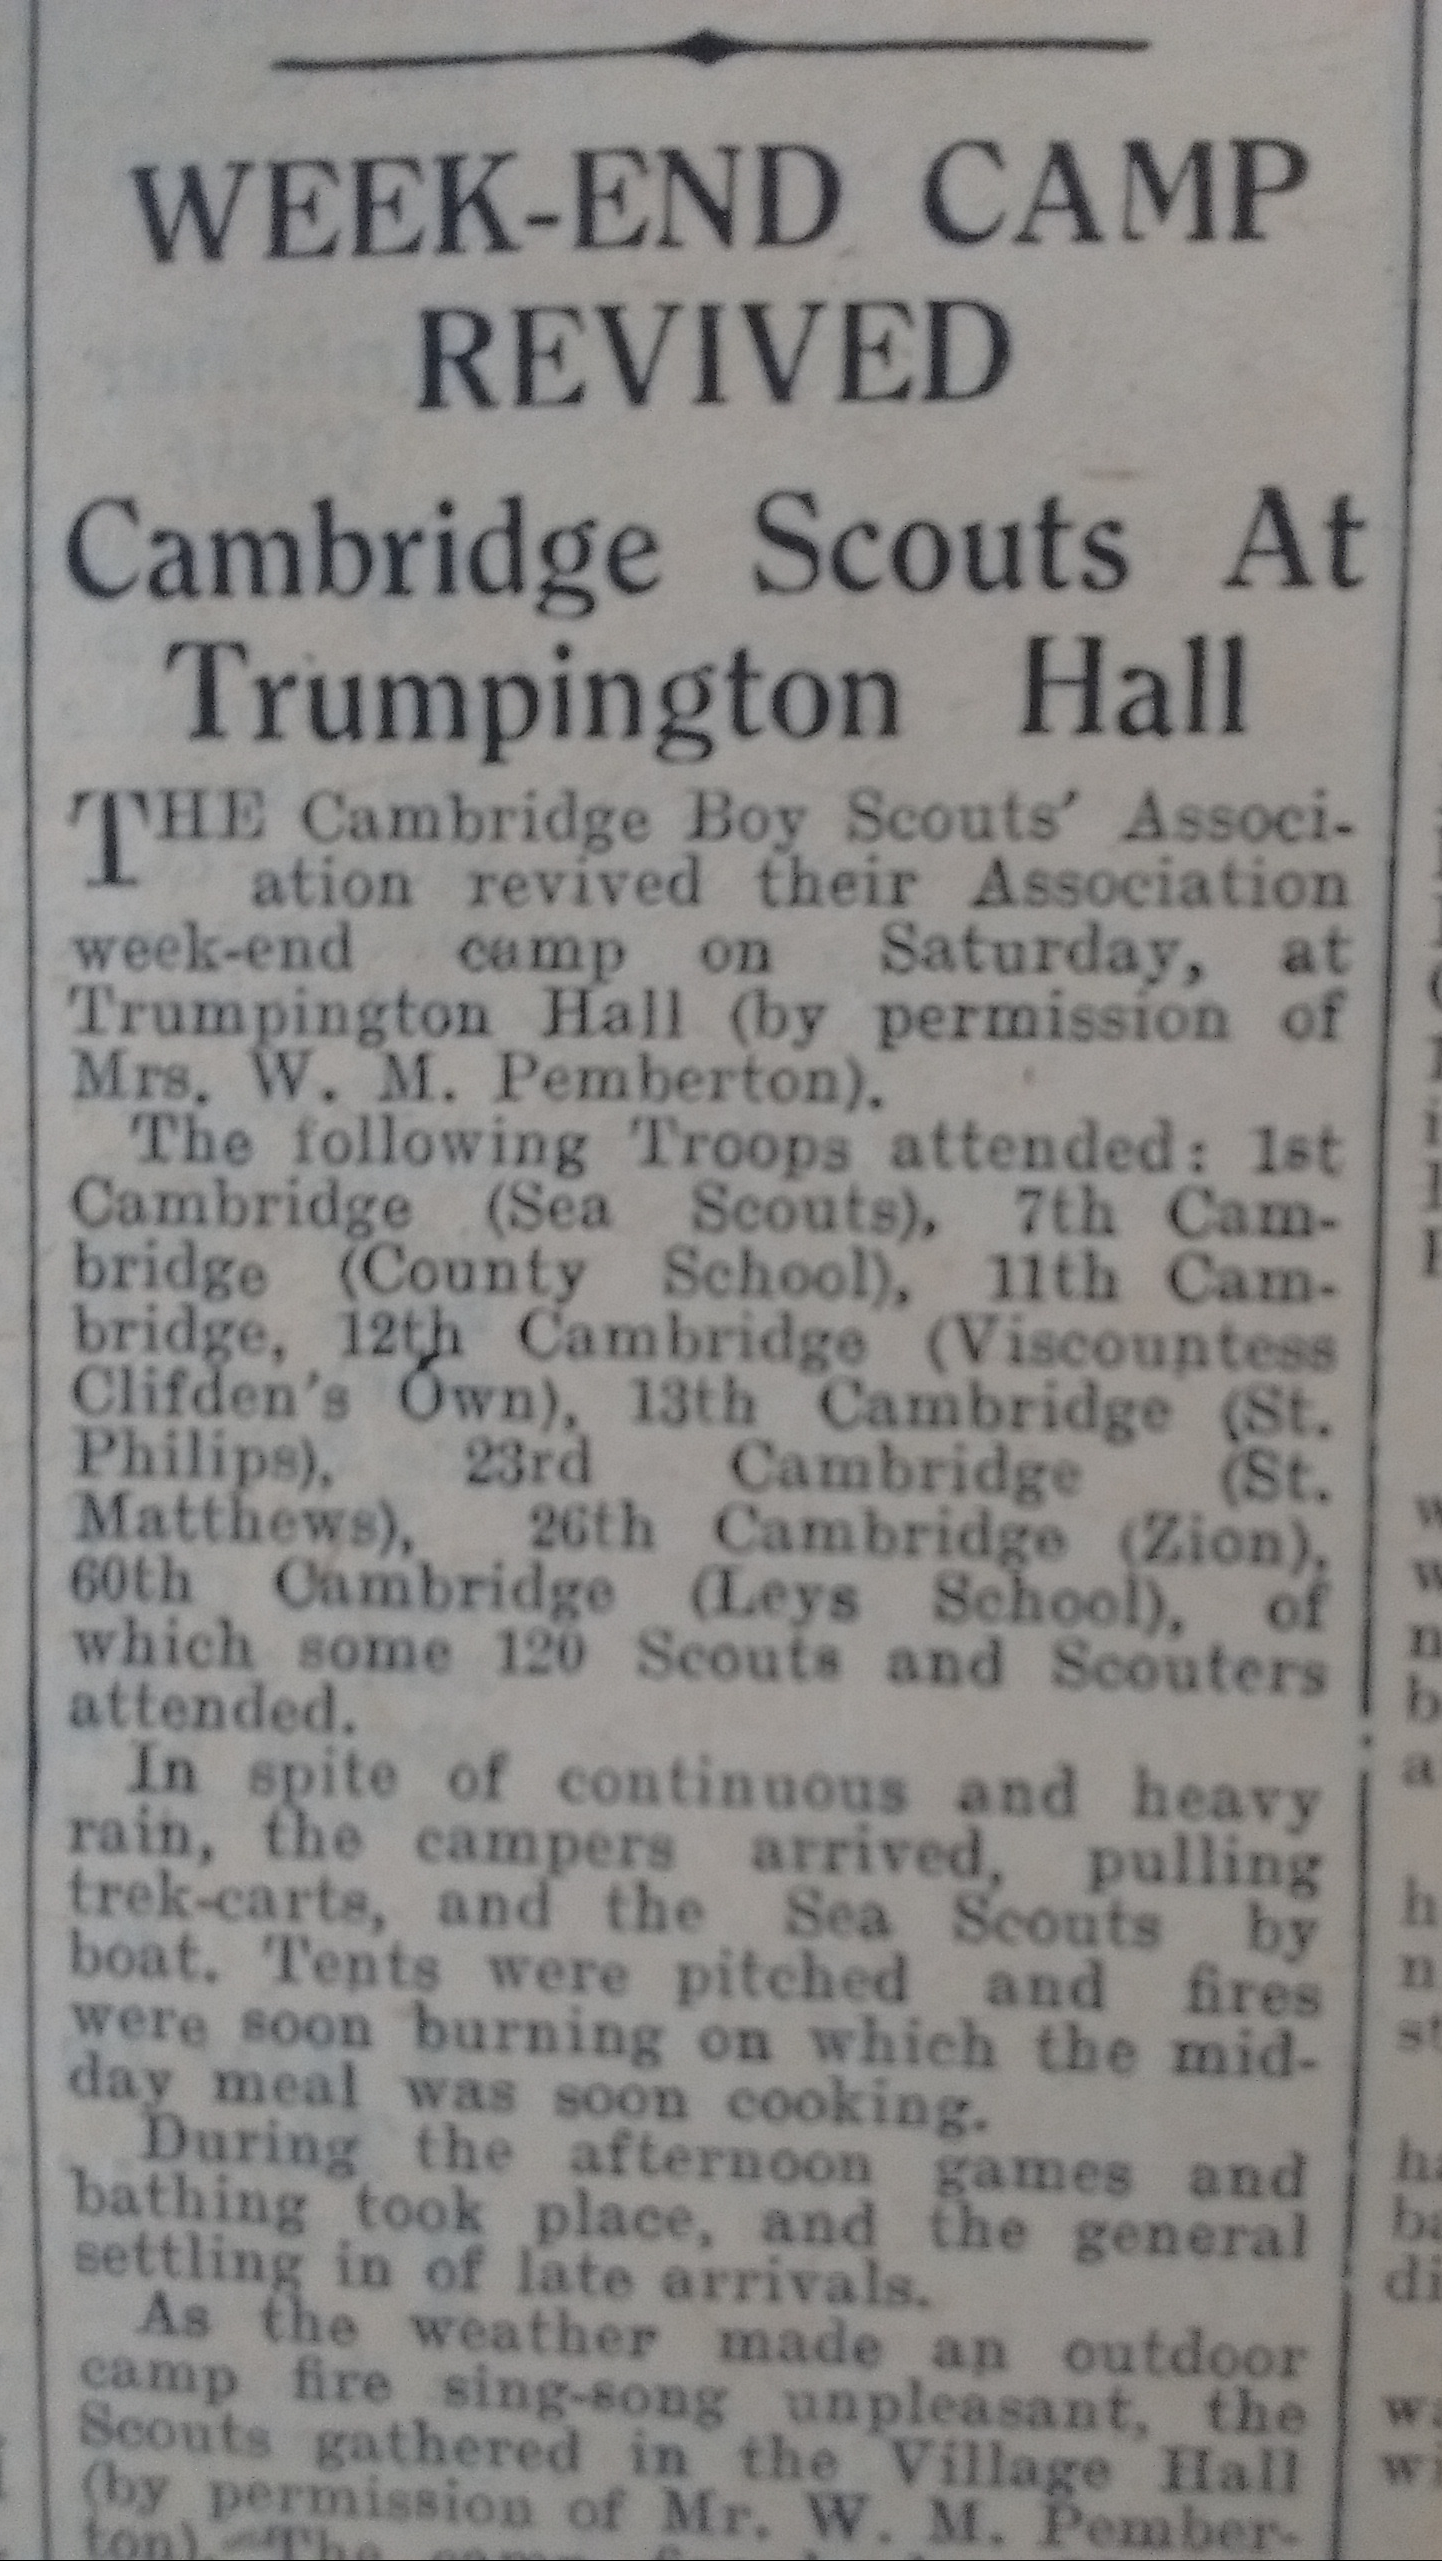 WEEK-END CAMP
REVIVED
Cambridge Scouts At
Trumpington Hall
THE Cambridge Boy Scouts' Associ-
ation revived their Association
week-end camp on Saturday, at
Trumpington Hall (by permission of
Mrs. W. M. Pemberton).
The following Troops attended: 1st
Cambridge (Sea Scouts), 7th Cam-
bridge (County School), 11th Cam-
bridge, 12th Cambridge (Viscountess
Clifden's Own), 13th Cambridge (St.
Philips), 23rd Cambridge (St.
Matthews), 26th Cambridge (Zion),
60th Cambridge (Leys School), of
which some 120 Scouts and Scouters
attended.
In spite of continuous and heavy
rain, the campers arrived, pulling
trek-carts, and the Sea Scouts by
boat. Tents were pitched and fires
were soon burning on which the mid-
day meal was soon cooking.
During the afternoon games and
bathing took place, and the general
settling in of late arrivals.
As the weather made an outdoor
camp fire sing-song unpleasant, the
Scouts gathered in the Village Hall
(by permission of Mr. W. M. Pember-
ton). The